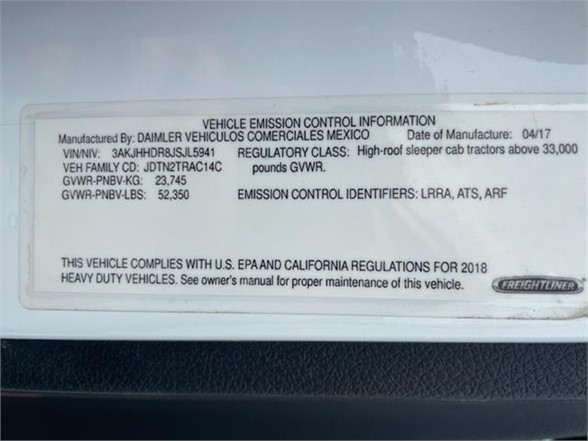 VEHICLE EMISSION CONTROL INFORMATION
Manufactured By: DAIMLER VEHICULOS COMERCIALES MEXICO Date of Manufacture: 04/17
VIN/NIV: 3AKJHHDR8JSJL5941 REGULATORY CLASS: High-roof sleeper cab tractors above 33,000
VEH FAMILY CD: JDTN2TRAC14C pounds GVWR.
GVWR-PNBV-KG: 23,745
GVWR-PNBV-LBS: 52,350 EMISSION CONTROL IDENTIFIERS: LRRA, ATS, ARF
THIS VEHICLE COMPLIES WITH U.S. EPA AND CALIFORNIA REGULATIONS FOR 2018
HEAVY DUTY VEHICLES. See owner's manual for proper maintenance of this vehicle.
FREIGHTLINER